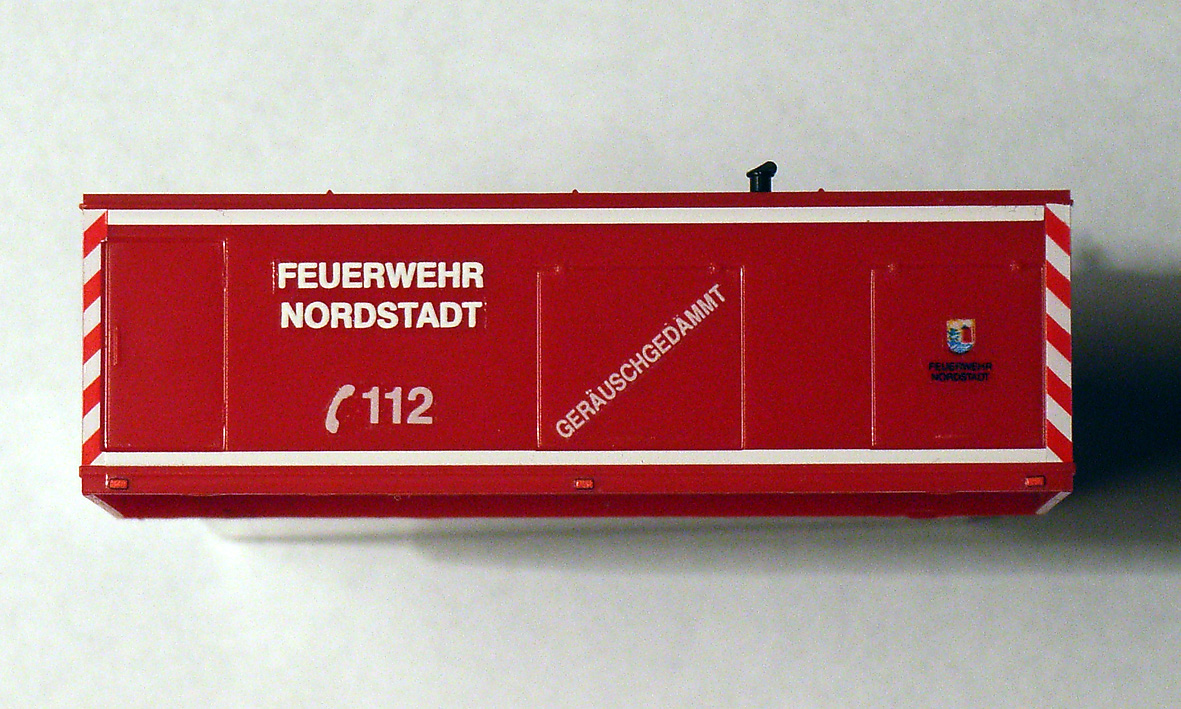 FEUERWEHR
NORDSTADT
112
GERÄUSCHGEDÄMMT
FEUERWEHR
NORDSTADT